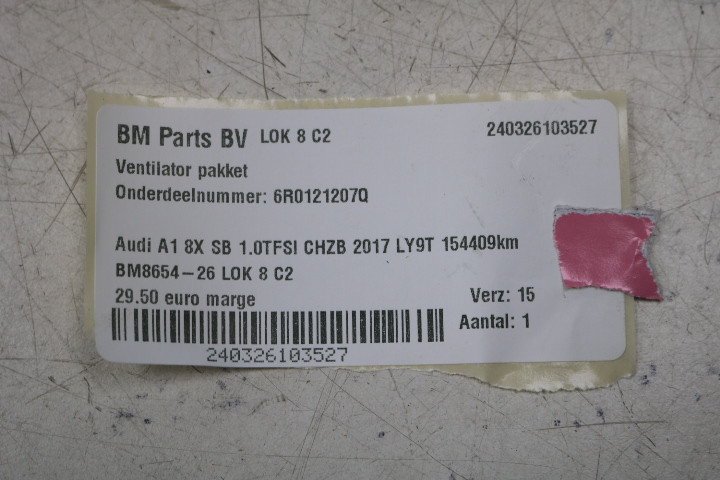 BM Parts BV LOK 8 C2 240326103527
Ventilator pakket
Onderdeelnummer: 6R0121207Q
Audi A1 8X SB 1.0TFSI CHZB 2017 LY9T 154409km
BM8654-26 LOK 8 C2
29.50 euro marge Verz: 15
Aantal: 1
240326103527